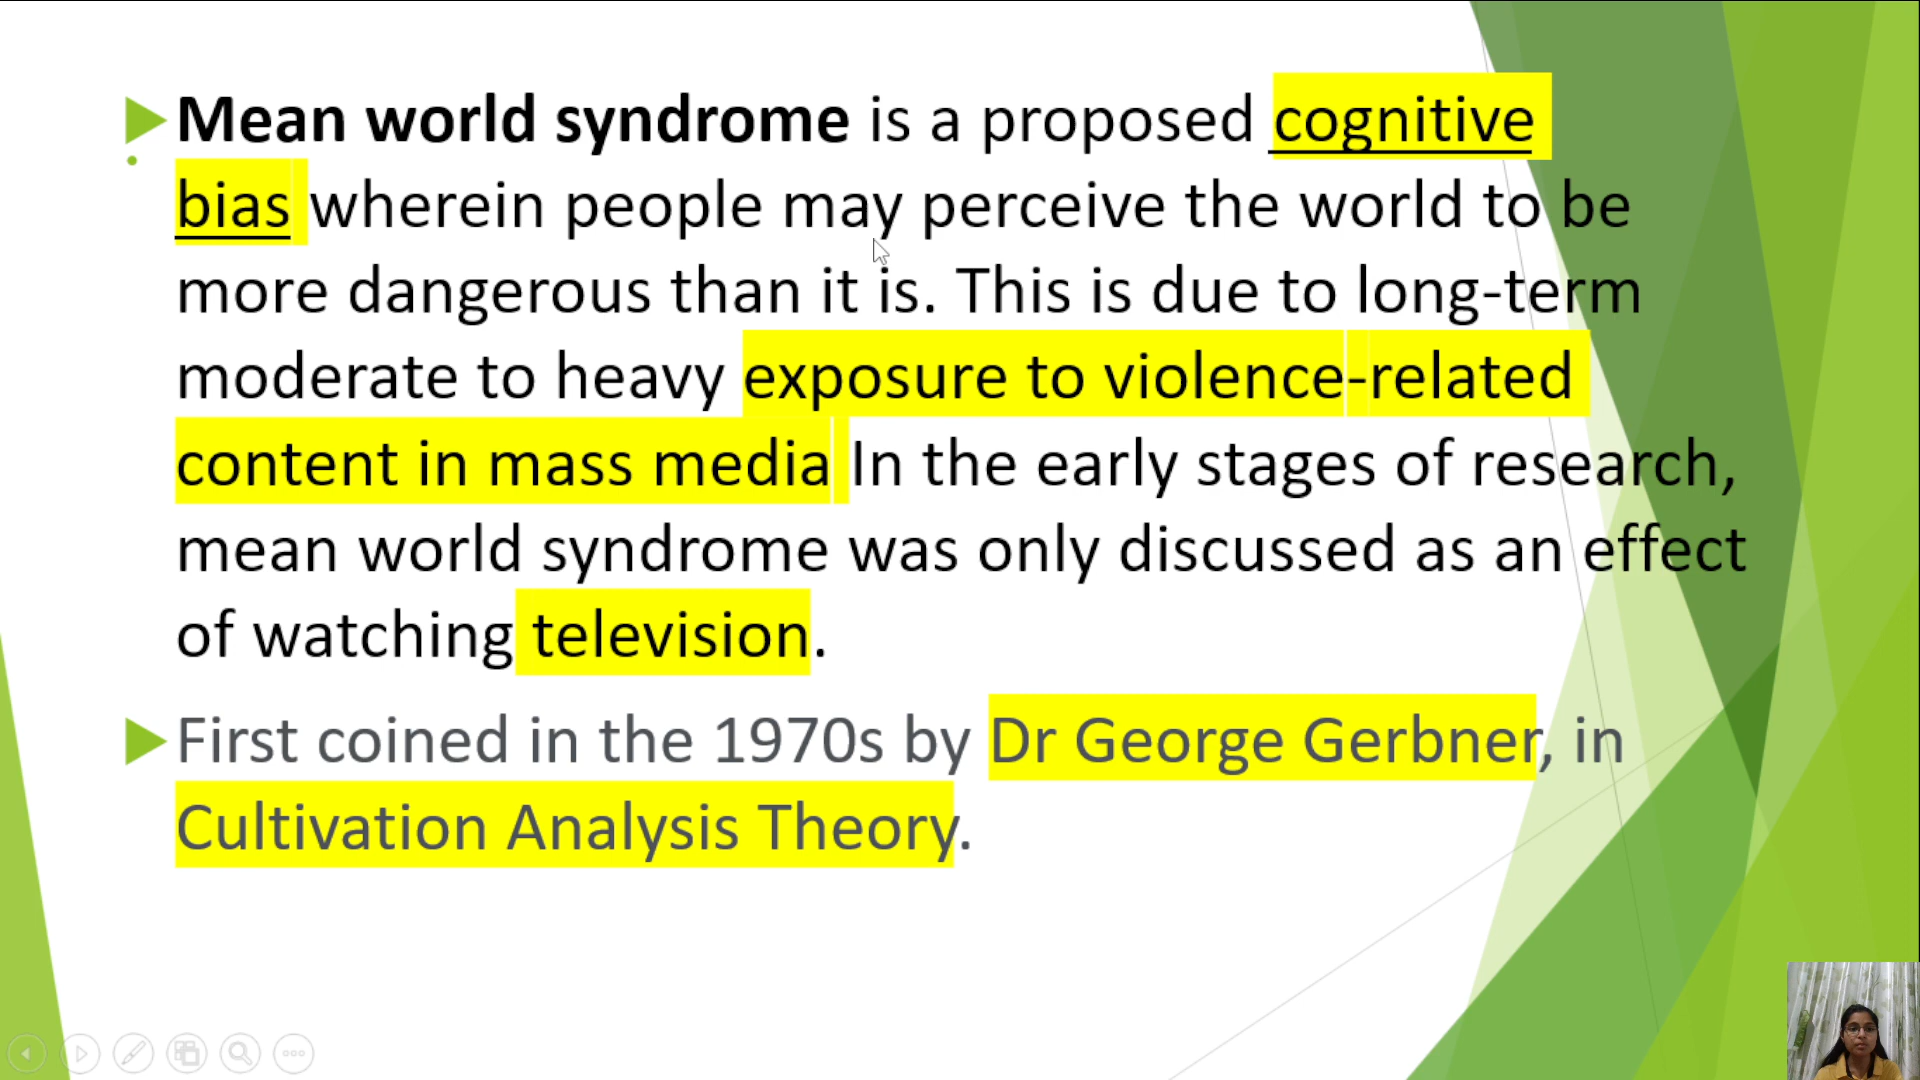 Mean world syndrome is a proposed cognitive
bias wherein people may perceive the world to be
more dangerous than it is. This is due to long-term
moderate to heavy exposure to violence-related
content in mass media In the early stages of research,
mean world syndrome was only discussed as an effect
of watching television.
First coined in the 1970s by Dr George Gerbner, in
Cultivation Analysis Theory.